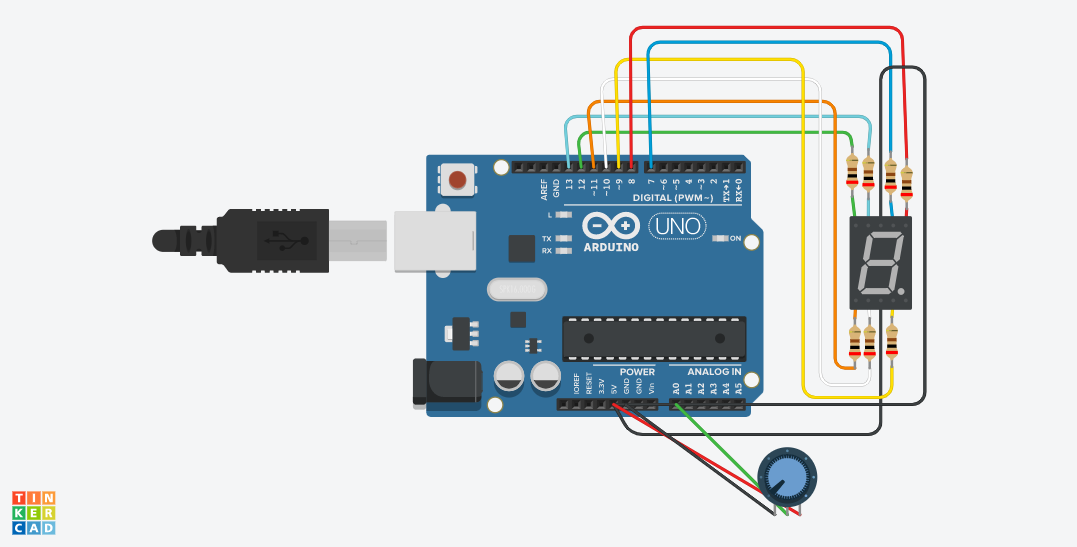 AREF
GND
13
12
~11
~10
~9
8
7
~6
~5
4
~3
2
TX→1
RX←0
DIGITAL (PWM~)
L
TX
RX
ARDUINO
UNO
ON
POWER
ANALOG IN
IOREF
RESET
3.3V
5V
GND
GND
Vin
A0
A1
A2
A3
A4
A5
TIN
KER
CAD